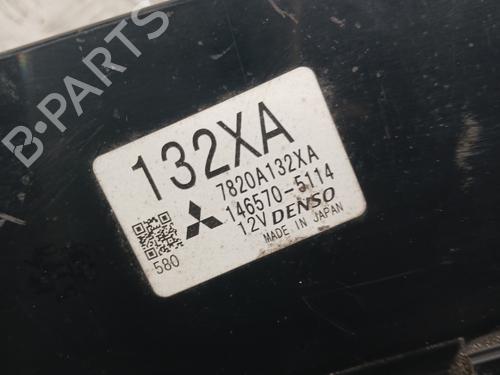 132XA
7820A132XA
146570-5114
12V DENSO
MADE IN JAPAN
580
B-PARTS